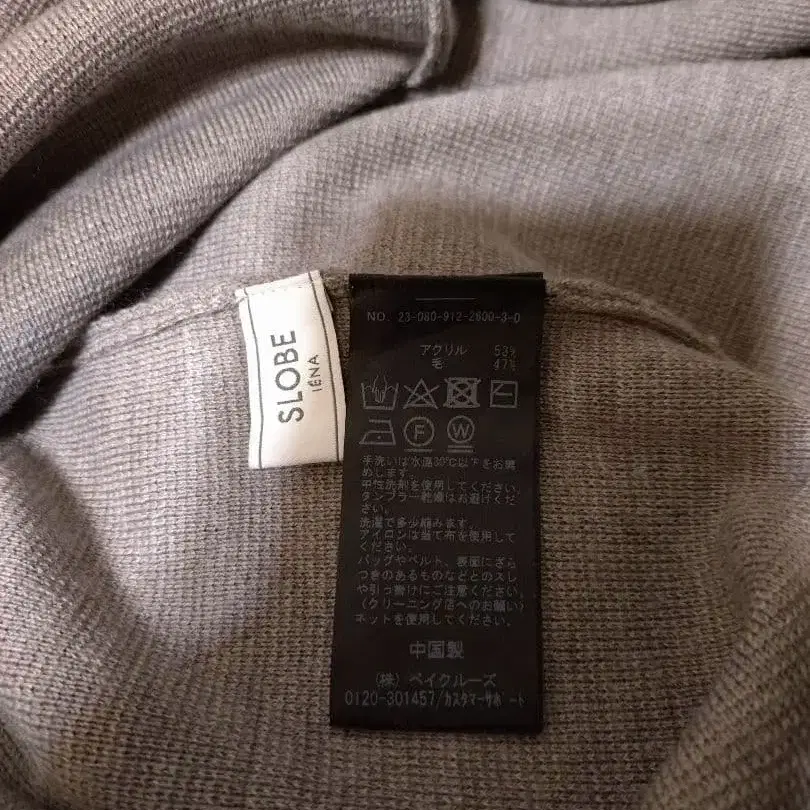 SLOBE
IÉNA
NO. 23-080-912-2600-3-0
アクリル 53%
毛 47%
F W
手洗いは水温30℃以下をお薦
めします。
中性洗剤を使用してください。
タンブラー乾燥はお避けくだ
さい。
洗濯で多少縮みます。
アイロンは当て布を使用して
ください。
バッグやベルト、表面にざら
つきのあるものなどとのスレ
や引っ掛けにご注意ください。
(クリーニング店へのお願い)
ネットを使用してください。
中国製
(株)ベイクルーズ
0120-301457/カスタマーサポート